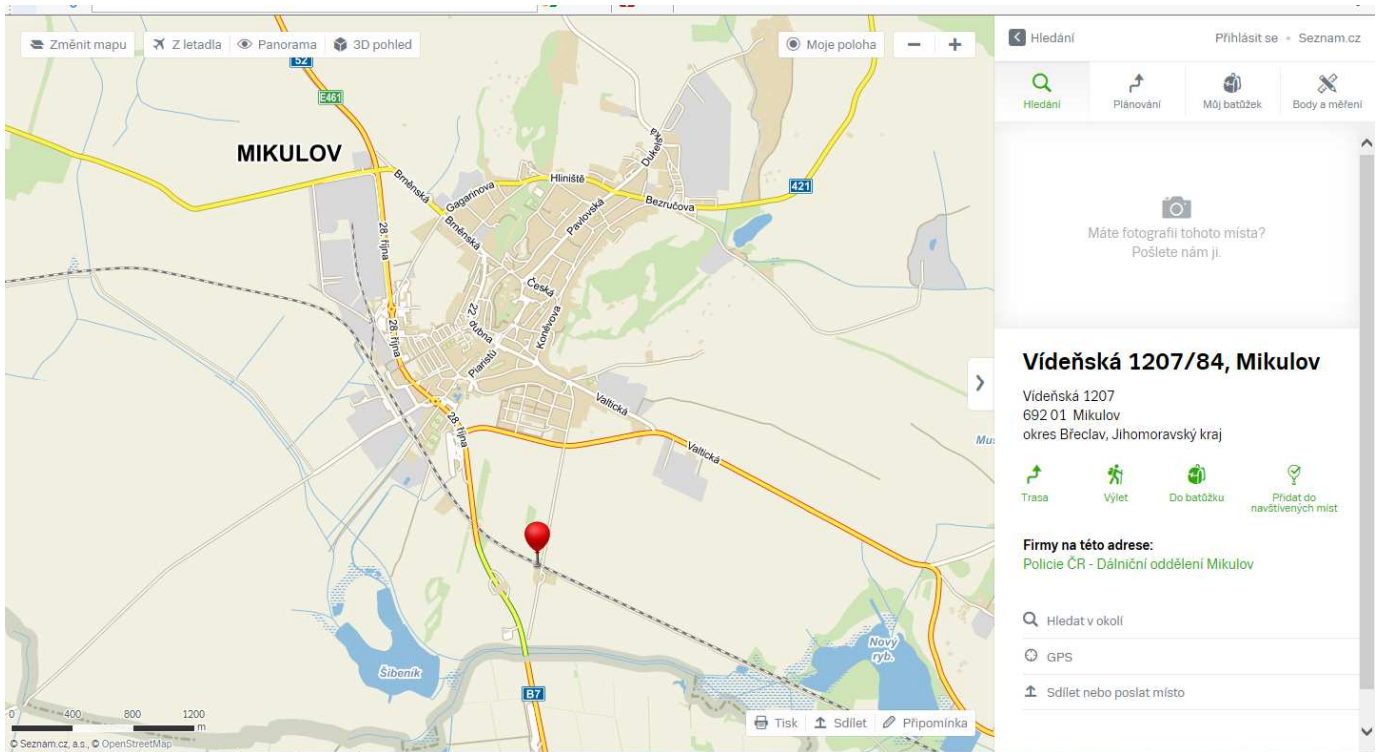 Změnit mapu
Z letadla
Panorama
3D pohled
Moje poloha
Hledání
Přihlásit se
Seznam.cz
Hledání
Plánování
Můj batůžek
Body a měření
52
E461
MIKULOV
Brněnská
Gagarinova
Hliniště
Dukelská
421
Bezručova
Pavlovská
Brněnská
28. října
Česká
22. dubna
Koněvova
28. října
Piaristů
Valtická
28. října
Valtická
Šibeník
Nový
ryb.
B7
0 400 800 1200
m
© Seznam.cz, a.s., © OpenStreetMap
Tisk
Sdílet
Připomínka
Máte fotografii tohoto místa?
Pošlete nám ji.
Vídeňská 1207/84, Mikulov
Vídeňská 1207
692 01 Mikulov
okres Břeclav, Jihomoravský kraj
Trasa
Výlet
Do batůžku
Přidat do
navštívených míst
Firmy na této adrese:
Policie ČR - Dálniční oddělení Mikulov
Hledat v okolí
GPS
Sdílet nebo poslat místo